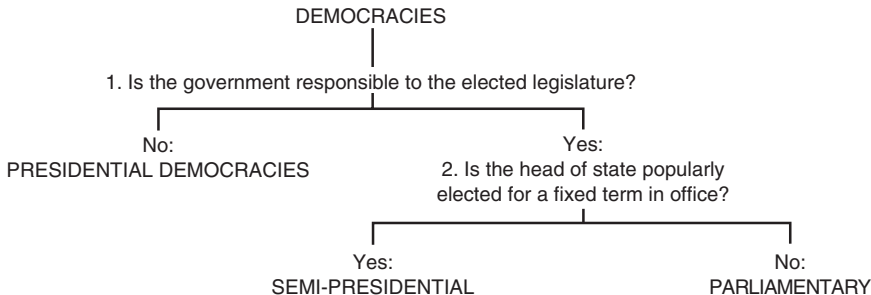 DEMOCRACIES
1. Is the government responsible to the elected legislature?
No:
PRESIDENTIAL DEMOCRACIES
Yes:
2. Is the head of state popularly
elected for a fixed term in office?
Yes:
SEMI-PRESIDENTIAL
No:
PARLIAMENTARY